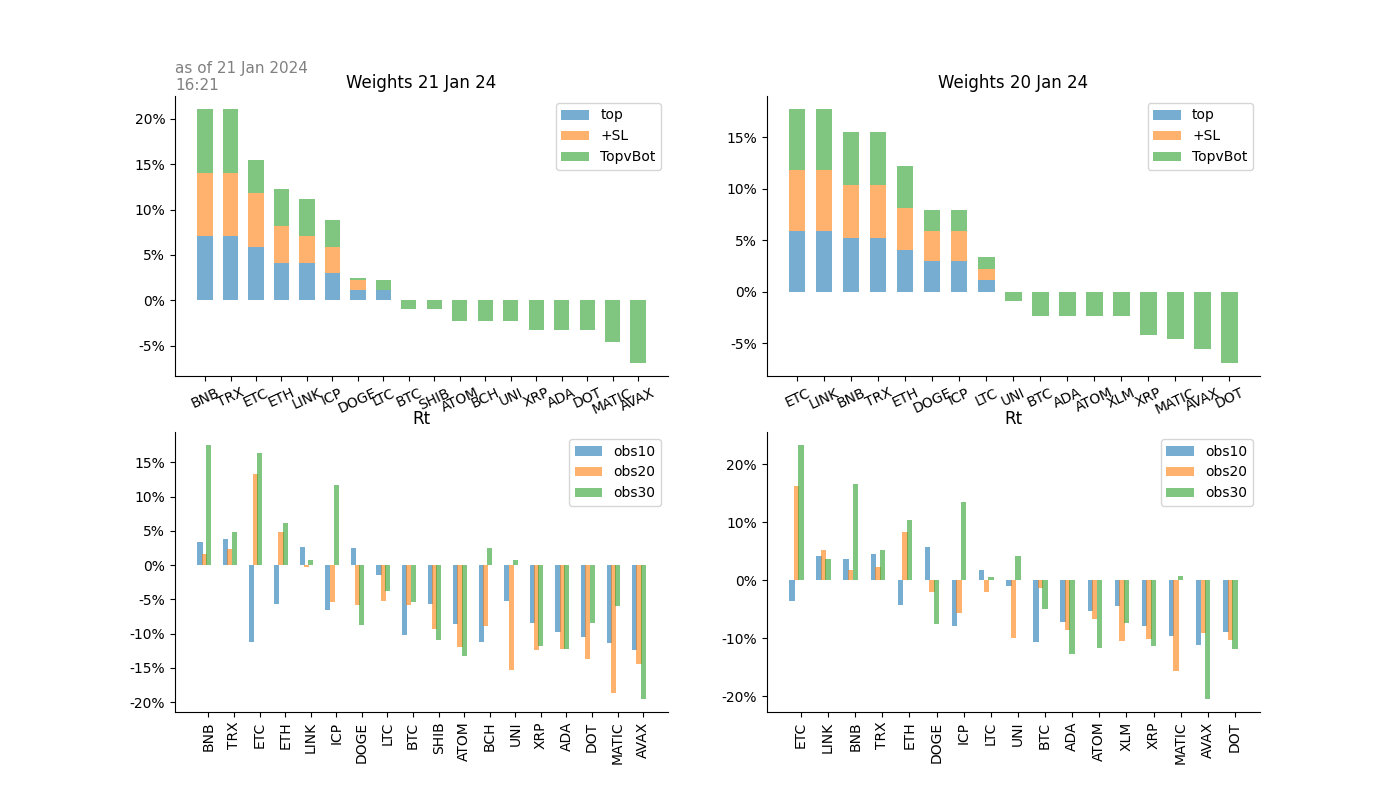 as of 21 Jan 2024
16:21
Weights 21 Jan 24
20%
15%
10%
5%
0%
-5%
top
+SL
TopvBot
BNB TRX ETC ETH LINK ICP DOGE LTC BTC SHIB ATOM BCH UNI XRP ADA DOT MATIC AVAX
Weights 20 Jan 24
15%
10%
5%
0%
-5%
top
+SL
TopvBot
ETC LINK BNB TRX ETH DOGE ICP LTC UNI BTC ADA ATOM XLM XRP MATIC AVAX DOT
Rt
15%
10%
5%
0%
-5%
-10%
-15%
-20%
obs10
obs20
obs30
BNB TRX ETC ETH LINK ICP DOGE LTC BTC SHIB ATOM BCH UNI XRP ADA DOT MATIC AVAX
Rt
20%
10%
0%
-10%
-20%
obs10
obs20
obs30
ETC LINK BNB TRX ETH DOGE ICP LTC UNI BTC ADA ATOM XLM XRP MATIC AVAX DOT